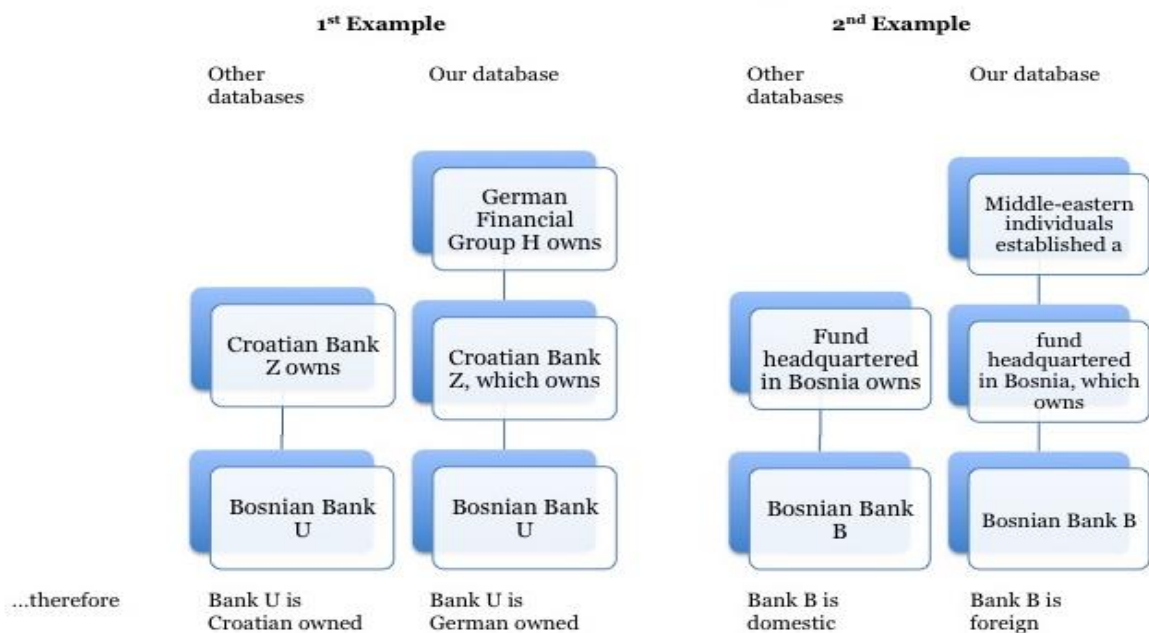 1st Example
Other
databases
Our database
German
Financial
Group H owns
Croatian Bank
Z owns
Croatian Bank
Z, which owns
Bosnian Bank
U
Bosnian Bank
U
...therefore
Bank U is
Croatian owned
Bank U is
German owned
2nd Example
Other
databases
Our database
Middle-eastern
individuals
established a
Fund
headquartered
in Bosnia owns
fund
headquartered
in Bosnia, which
owns
Bosnian Bank
B
Bosnian Bank B
Bank B is
domestic
Bank B is
foreign